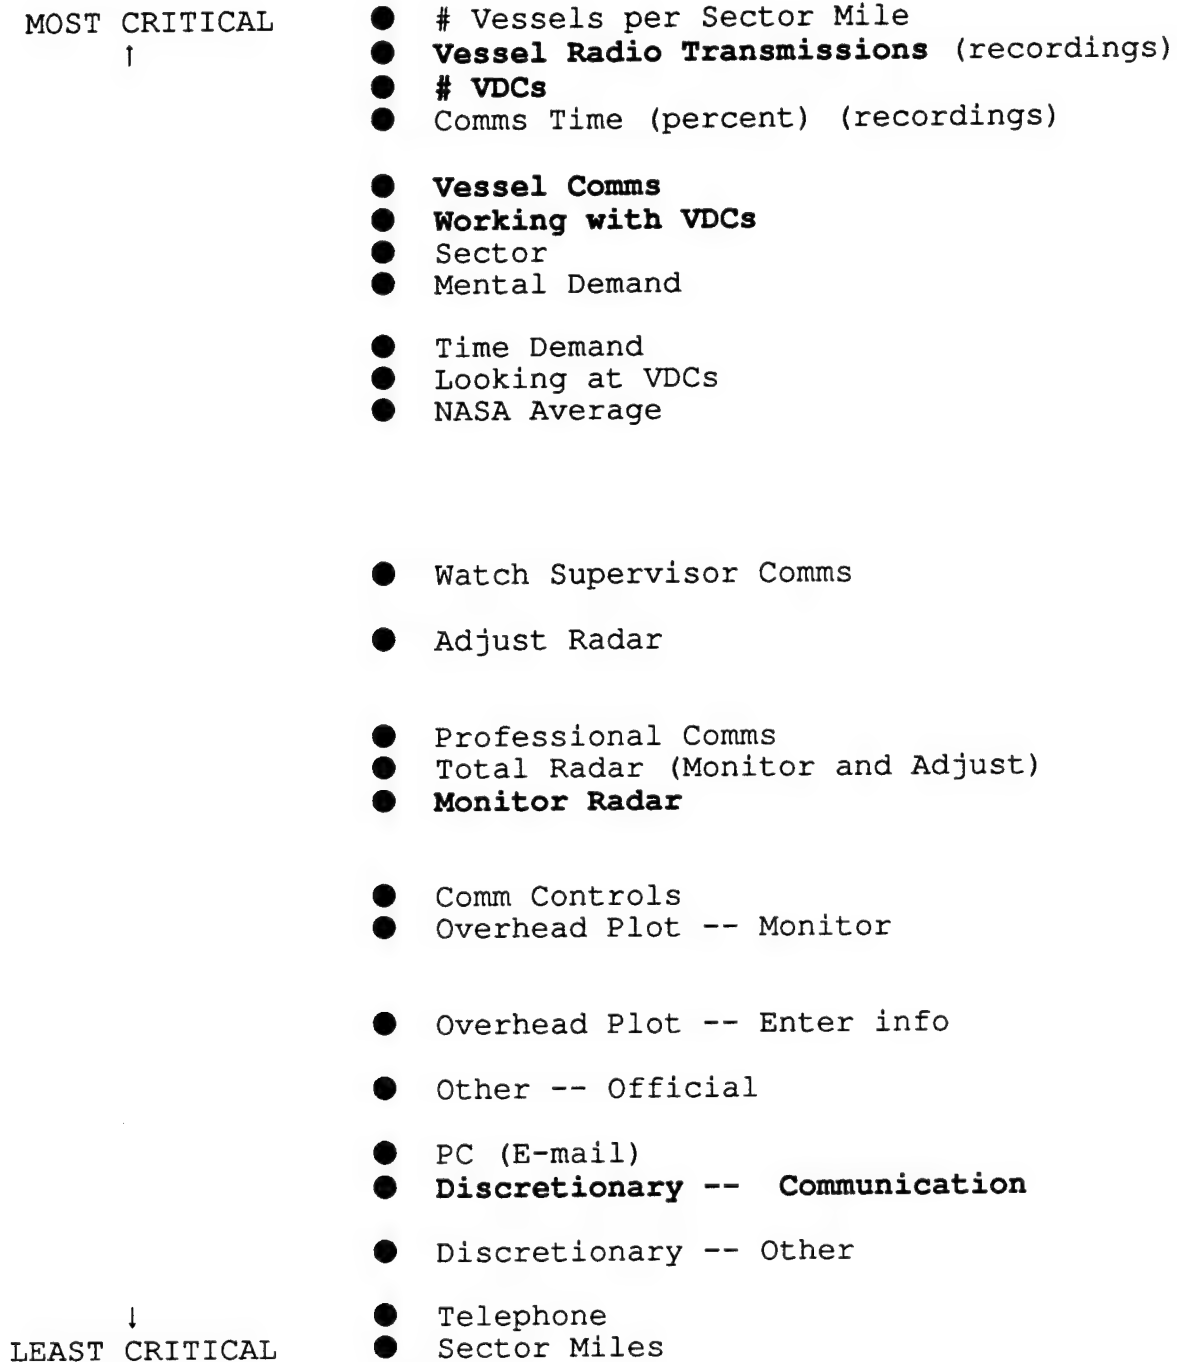 MOST CRITICAL ● # Vessels per Sector Mile
↑ ● Vessel Radio Transmissions (recordings)
● # VDCs
● Comms Time (percent) (recordings)
● Vessel Comms
● Working with VDCs
● Sector
● Mental Demand
● Time Demand
● Looking at VDCs
● NASA Average
● Watch Supervisor Comms
● Adjust Radar
● Professional Comms
● Total Radar (Monitor and Adjust)
● Monitor Radar
● Comm Controls
● Overhead Plot -- Monitor
● Overhead Plot -- Enter info
● Other -- Official
● PC (E-mail)
● Discretionary -- Communication
● Discretionary -- Other
↓ ● Telephone
LEAST CRITICAL ● Sector Miles